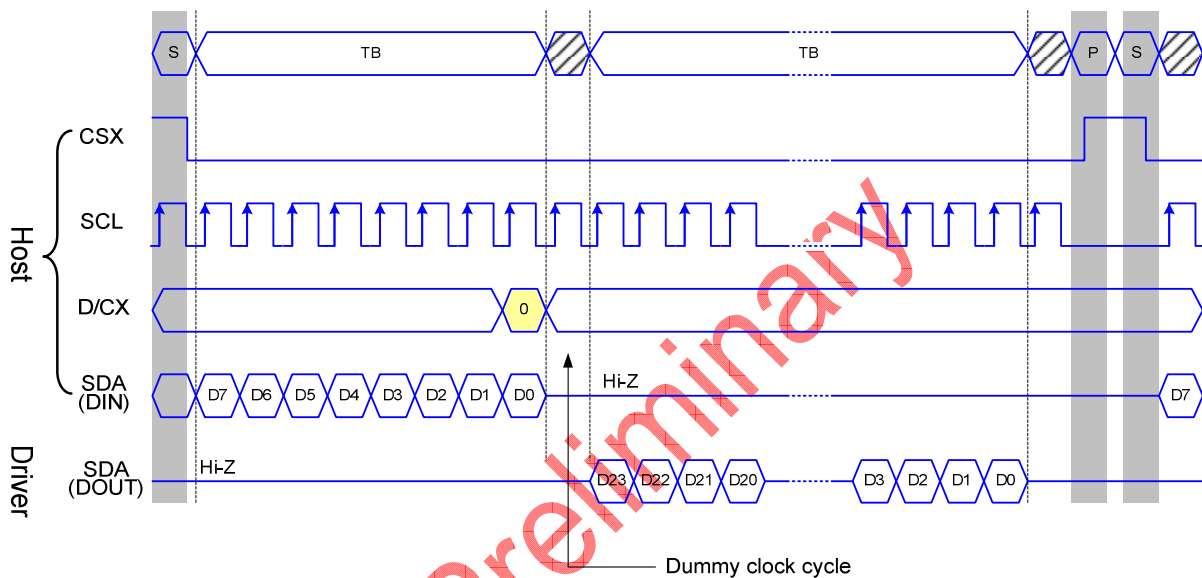 S TB TB P S
CSX
SCL
Host
D/CX 0
SDA
(DIN) D7 D6 D5 D4 D3 D2 D1 D0 Hi-Z D7
Driver
SDA
(DOUT) Hi-Z D23 D22 D21 D20 D3 D2 D1 D0
Dummy clock cycle
Preliminary